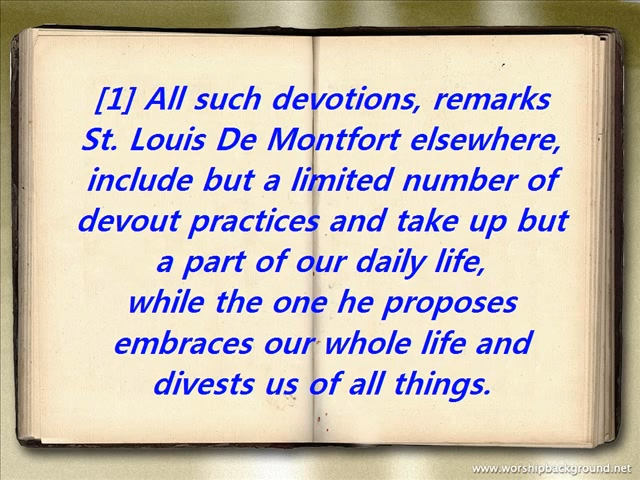 [1] All such devotions, remarks
St. Louis De Montfort elsewhere,
include but a limited number of
devout practices and take up but
a part of our daily life,
while the one he proposes
embraces our whole life and
divests us of all things.
www.worshipbackground.net